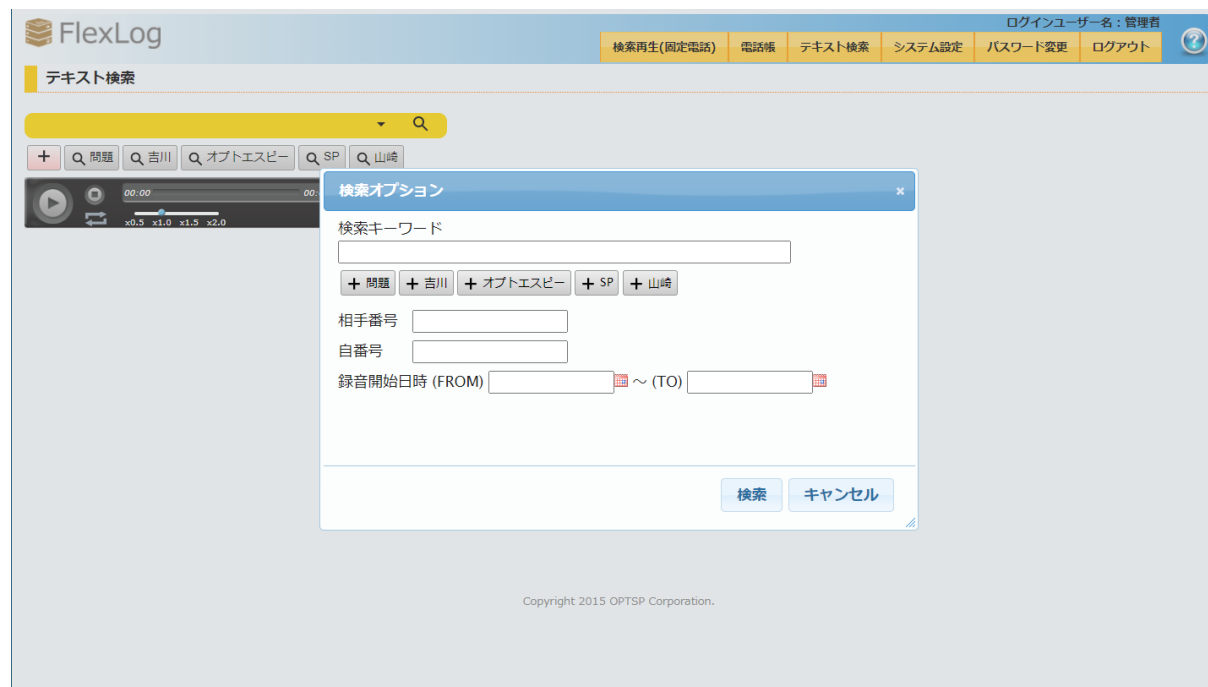 FlexLog
ログインユーザー名：管理者
検索再生(固定電話) 電話帳 テキスト検索 システム設定 パスワード変更 ログアウト
テキスト検索
+ 問題 吉川 オプトエスピー SP 山崎
00:00 00:
x0.5 x1.0 x1.5 x2.0
検索オプション ×
検索キーワード
+ 問題 + 吉川 + オプトエスピー + SP + 山崎
相手番号
自番号
録音開始日時 (FROM) ～ (TO)
検索 キャンセル
Copyright 2015 OPTSP Corporation.